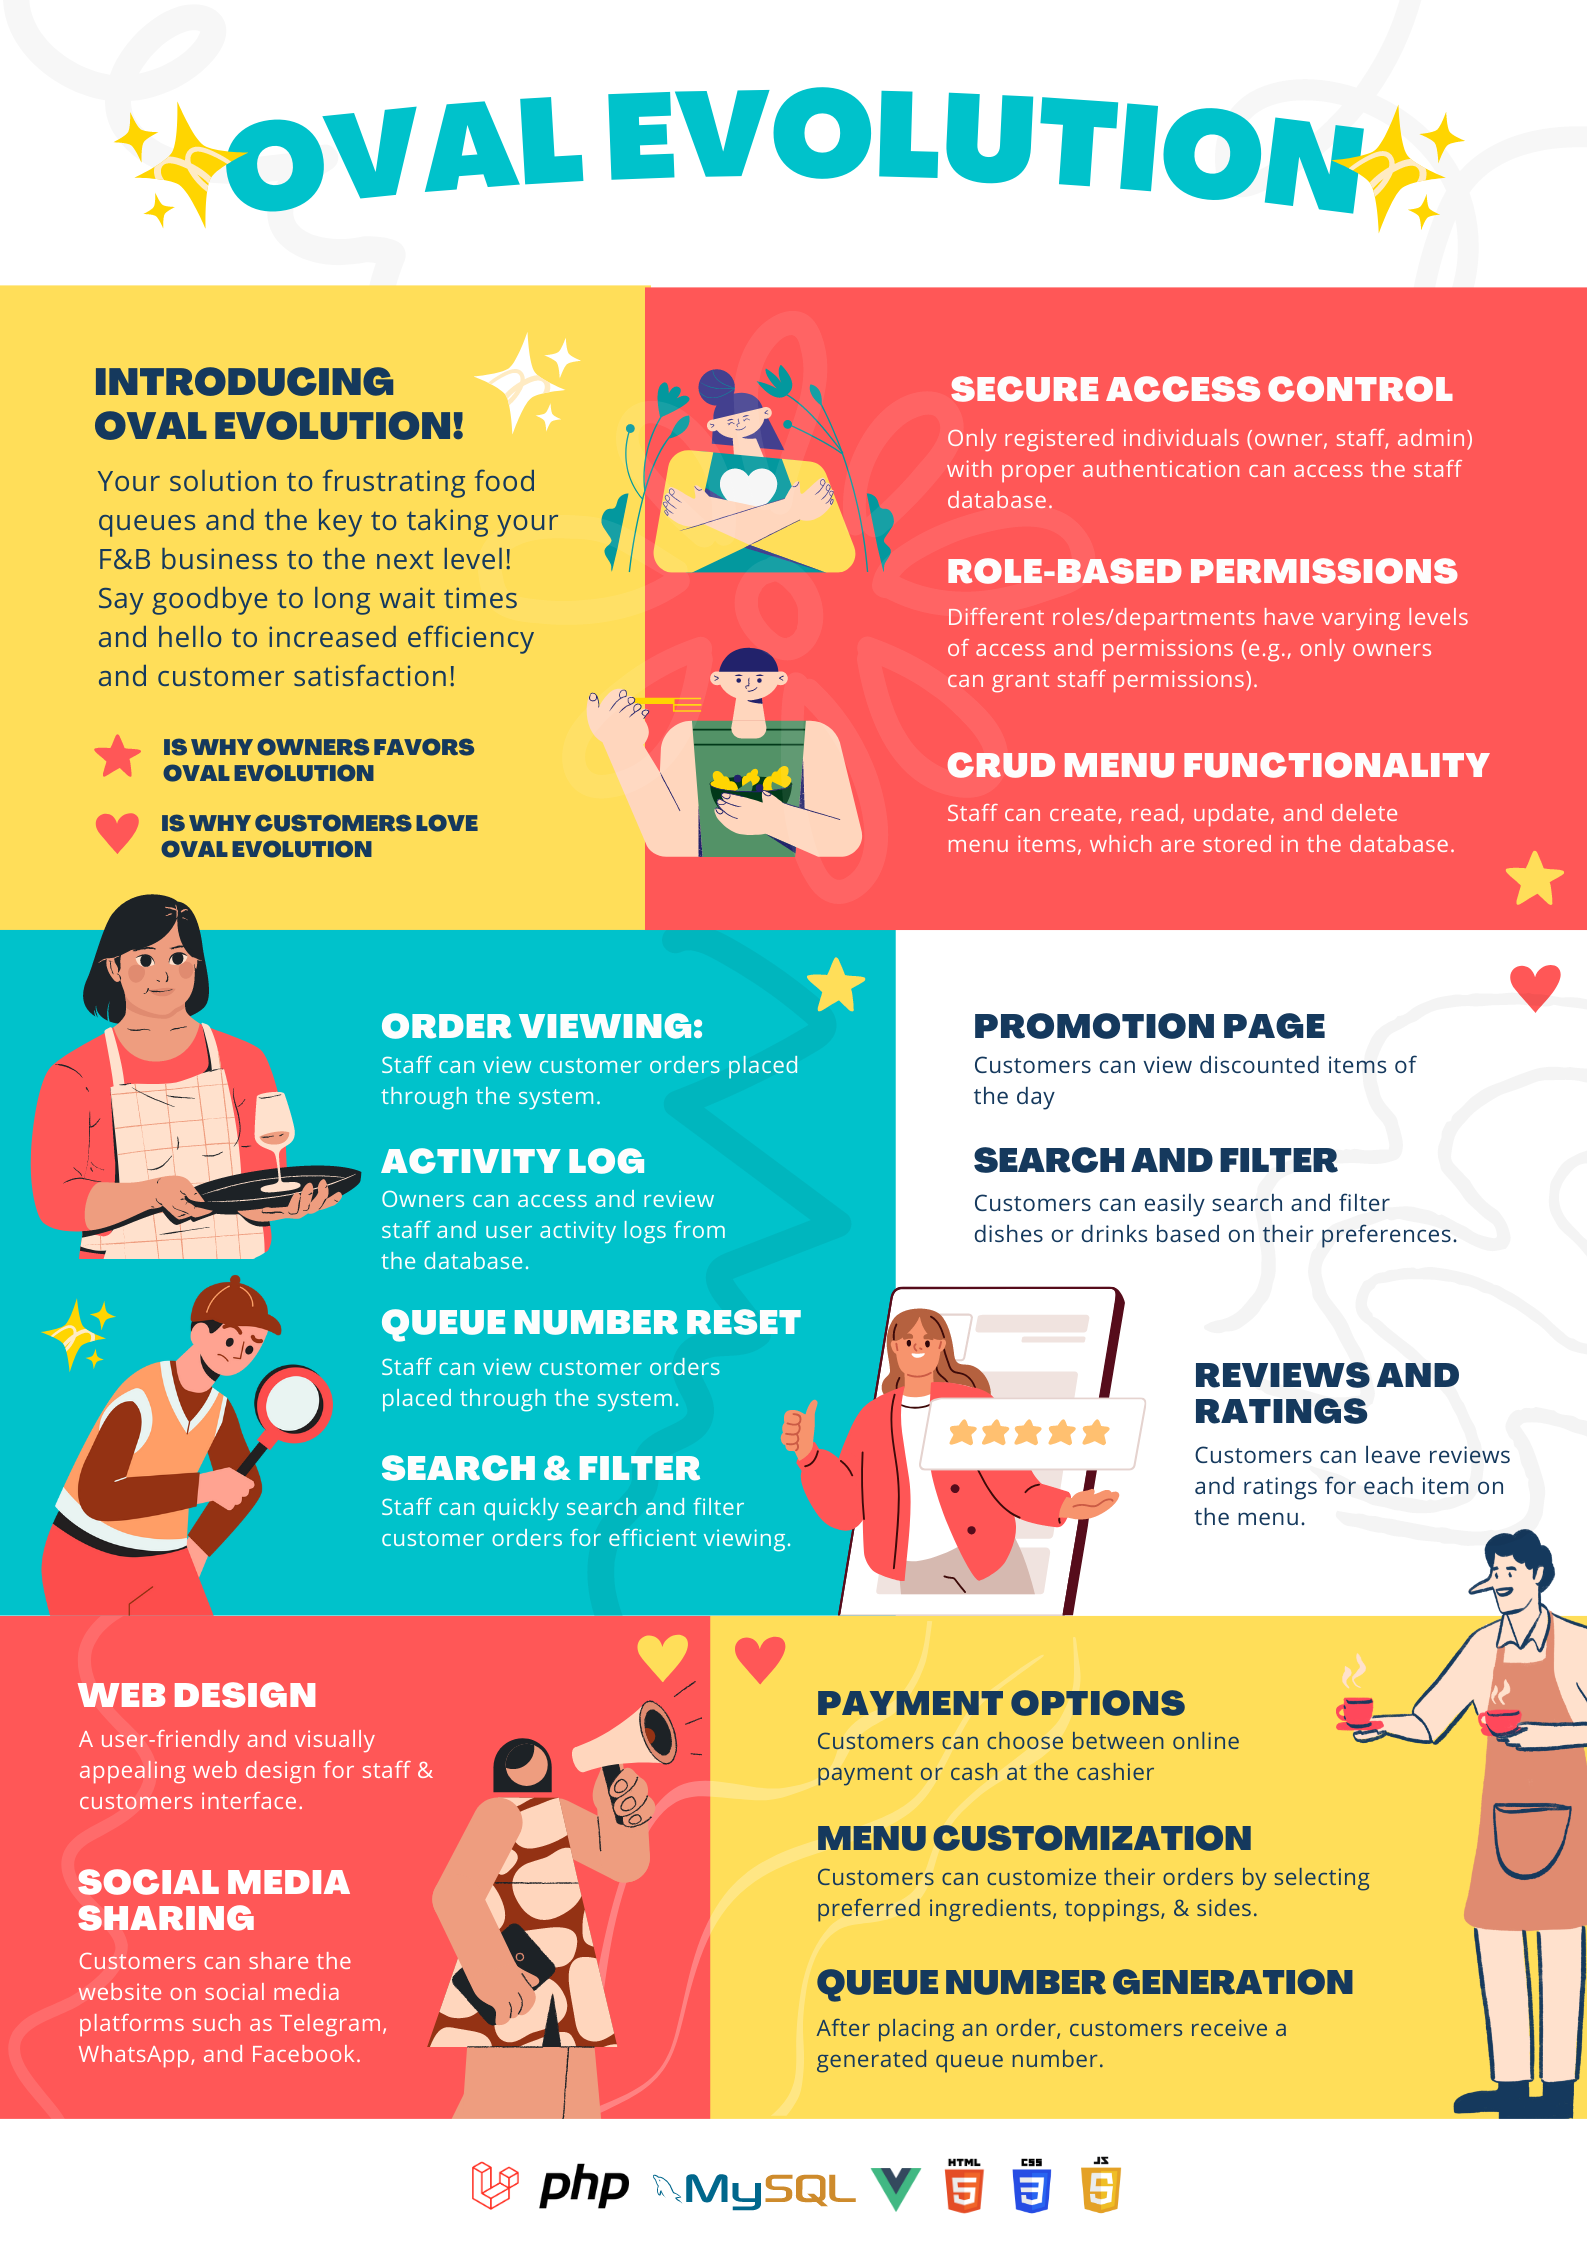 OVAL EVOLUTION
INTRODUCING
OVAL EVOLUTION!
Your solution to frustrating food
queues and the key to taking your
F&B business to the next level!
Say goodbye to long wait times
and hello to increased efficiency
and customer satisfaction!
IS WHY OWNERS FAVORS
OVAL EVOLUTION
IS WHY CUSTOMERS LOVE
OVAL EVOLUTION
SECURE ACCESS CONTROL
Only registered individuals (owner, staff, admin)
with proper authentication can access the staff
database.
ROLE-BASED PERMISSIONS
Different roles/departments have varying levels
of access and permissions (e.g., only owners
can grant staff permissions).
CRUD MENU FUNCTIONALITY
Staff can create, read, update, and delete
menu items, which are stored in the database.
ORDER VIEWING:
Staff can view customer orders placed
through the system.
ACTIVITY LOG
Owners can access and review
staff and user activity logs from
the database.
QUEUE NUMBER RESET
Staff can view customer orders
placed through the system.
SEARCH & FILTER
Staff can quickly search and filter
customer orders for efficient viewing.
PROMOTION PAGE
Customers can view discounted items of
the day
SEARCH AND FILTER
Customers can easily search and filter
dishes or drinks based on their preferences.
REVIEWS AND
RATINGS
Customers can leave reviews
and ratings for each item on
the menu.
WEB DESIGN
A user-friendly and visually
appealing web design for staff &
customers interface.
SOCIAL MEDIA
SHARING
Customers can share the
website on social media
platforms such as Telegram,
WhatsApp, and Facebook.
PAYMENT OPTIONS
Customers can choose between online
payment or cash at the cashier
MENU CUSTOMIZATION
Customers can customize their orders by selecting
preferred ingredients, toppings, & sides.
QUEUE NUMBER GENERATION
After placing an order, customers receive a
generated queue number.
php
MySQL
HTML
5
CSS
3
JS
5